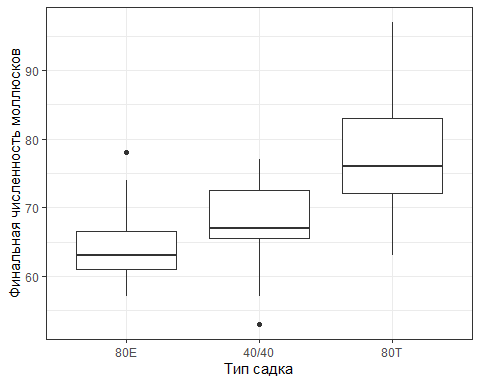 Финальная численность моллюсков
90
80
70
60
80E 40/40 80T
Тип садка